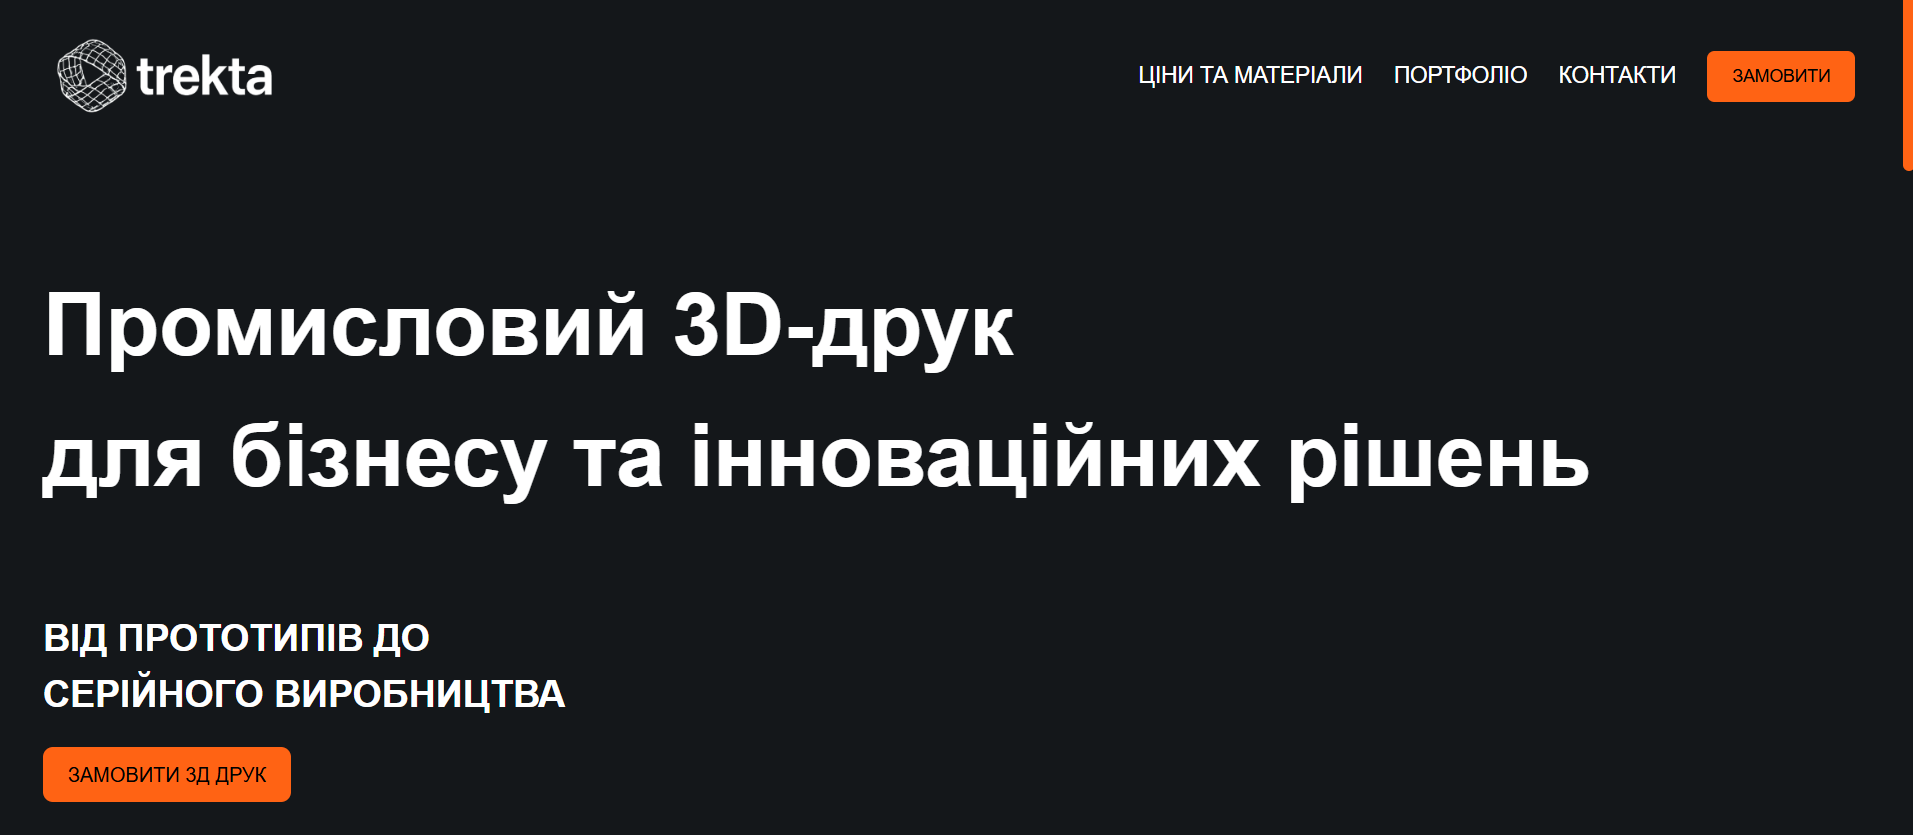 trekta
ЦІНИ ТА МАТЕРІАЛИ
ПОРТФОЛІО
КОНТАКТИ
ЗАМОВИТИ
Промисловий 3D-друк
для бізнесу та інноваційних рішень
ВІД ПРОТОТИПІВ ДО
СЕРІЙНОГО ВИРОБНИЦТВА
ЗАМОВИТИ 3Д ДРУК